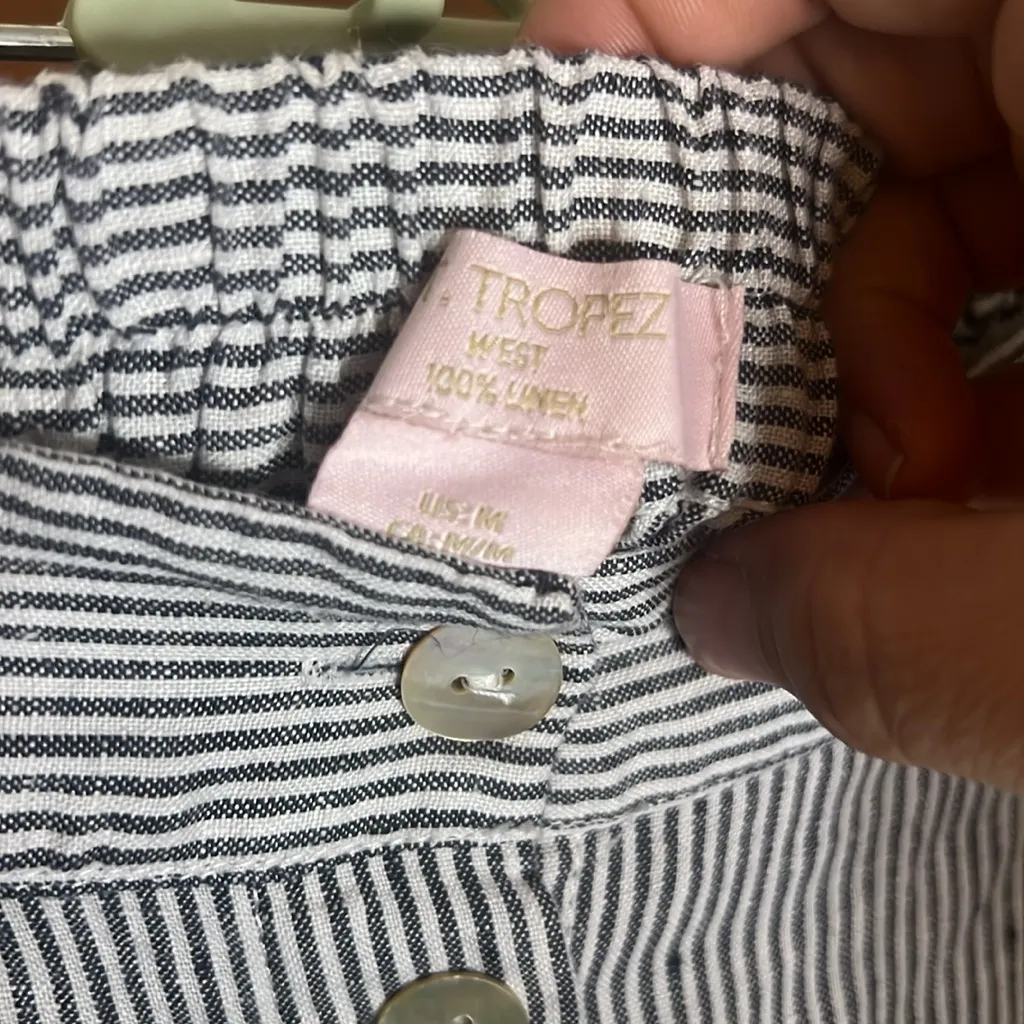 . TROPEZ
WEST
100% LINEN
US: M
CA: M/M